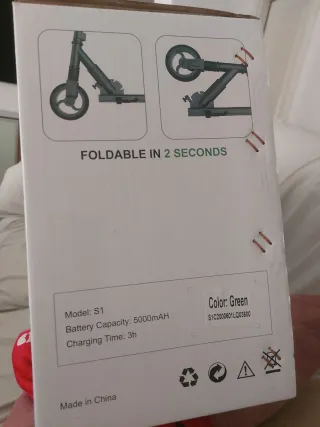 FOLDABLE IN 2 SECONDS
Model: S1
Battery Capacity: 5000mAH
Charging Time: 3h
Color: Green
Made in China